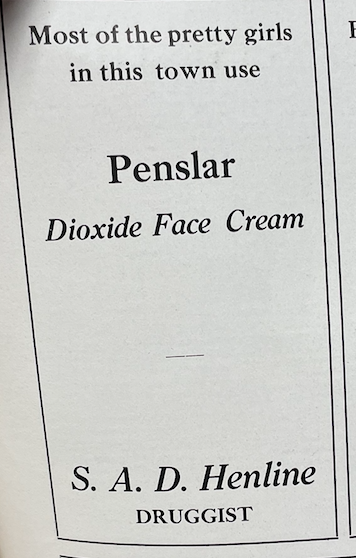 Most of the pretty girls
in this town use
Penslar
Dioxide Face Cream
S. A. D. Henline
DRUGGIST